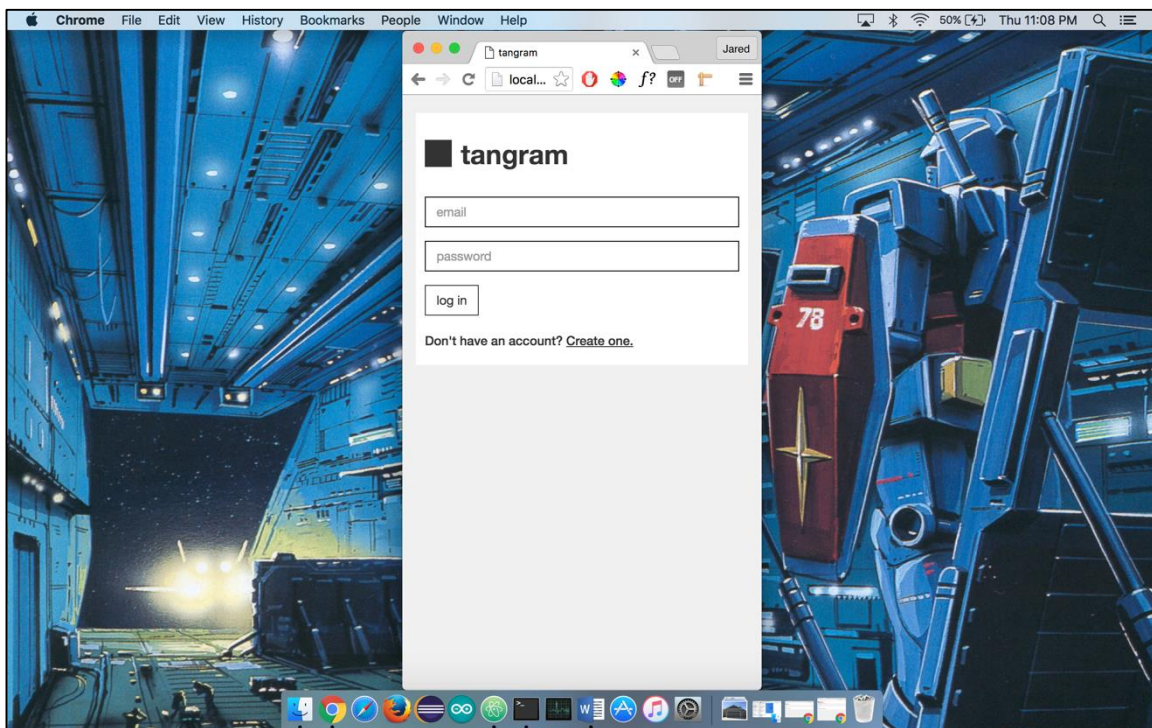 Chrome File Edit View History Bookmarks People Window Help 50% Thu 11:08 PM
tangram Jared
local... f? OFF
tangram
email
password
log in
Don't have an account? Create one.
78
W